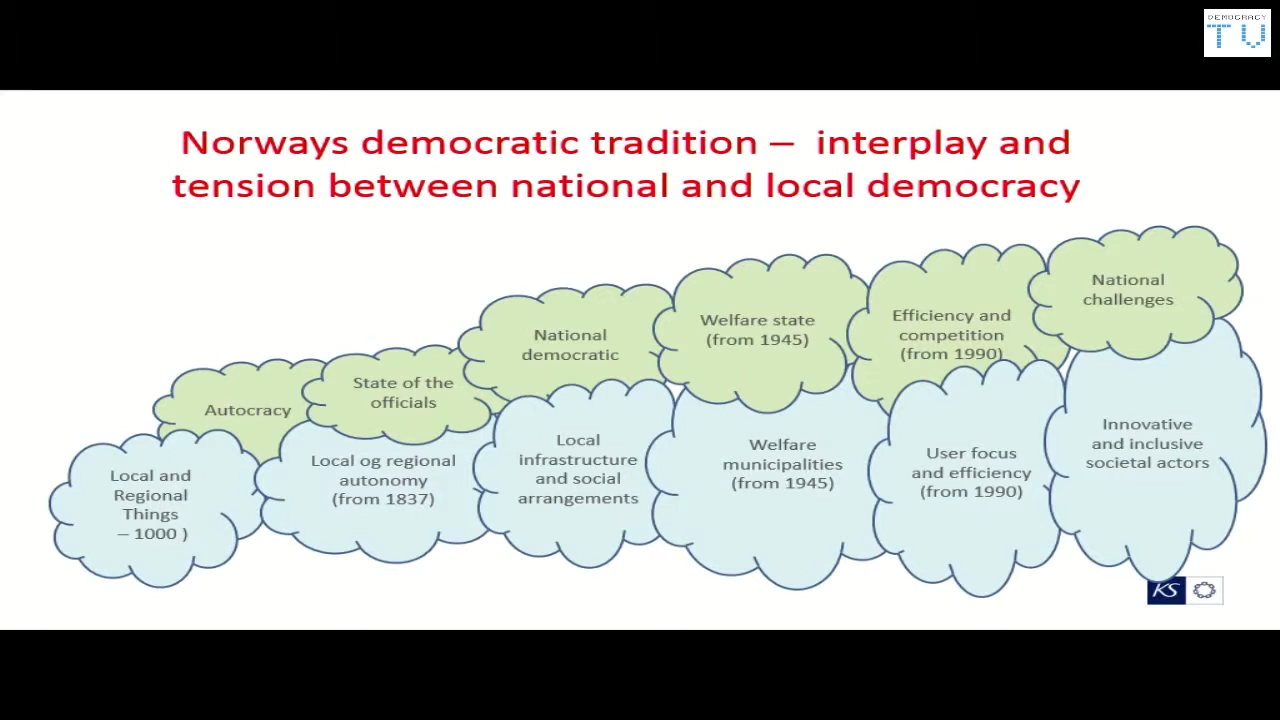 DEMOCRACY
TV
Norways democratic tradition – interplay and
tension between national and local democracy
Autocracy
State of the
officials
National
democratic
Welfare state
(from 1945)
Efficiency and
competition
(from 1990)
National
challenges
Local and
Regional
Things
– 1000 )
Local og regional
autonomy
(from 1837)
Local
infrastructure
and social
arrangements
Welfare
municipalities
(from 1945)
User focus
and efficiency
(from 1990)
Innovative
and inclusive
societal actors
KS